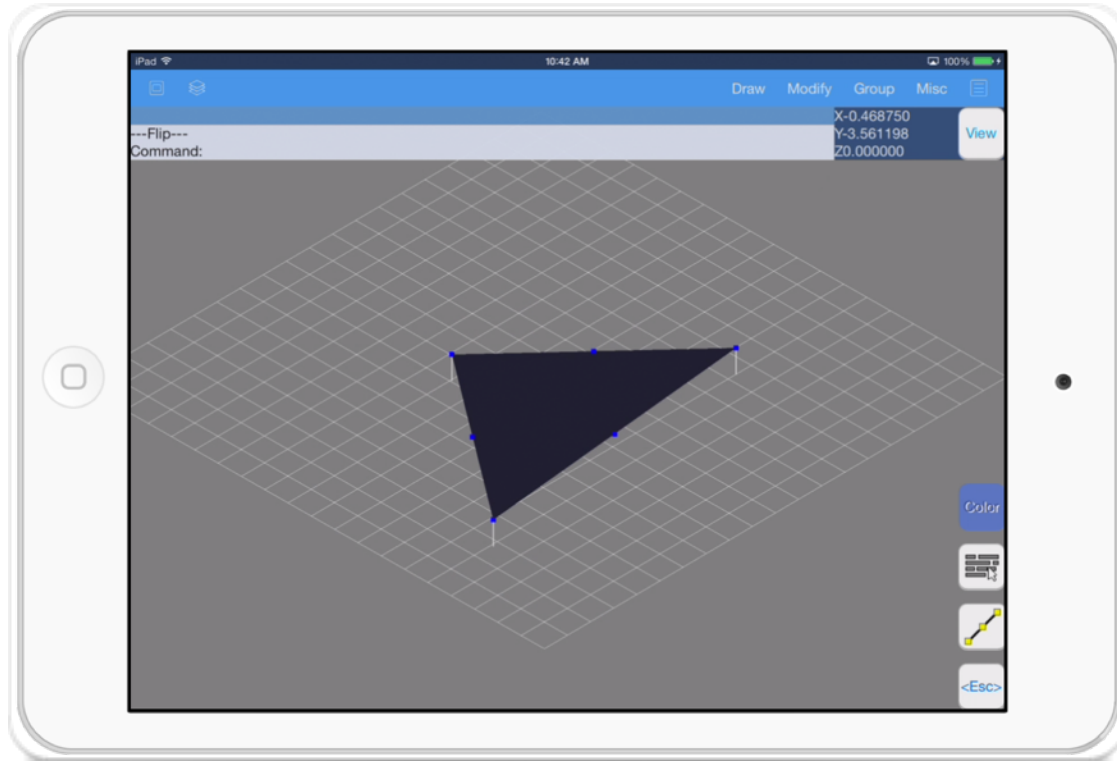 iPad 10:42 AM 100%
Draw Modify Group Misc
X-0.468750
---Flip--- Y-3.561198 View
Command: Z0.000000
Color
<Esc>